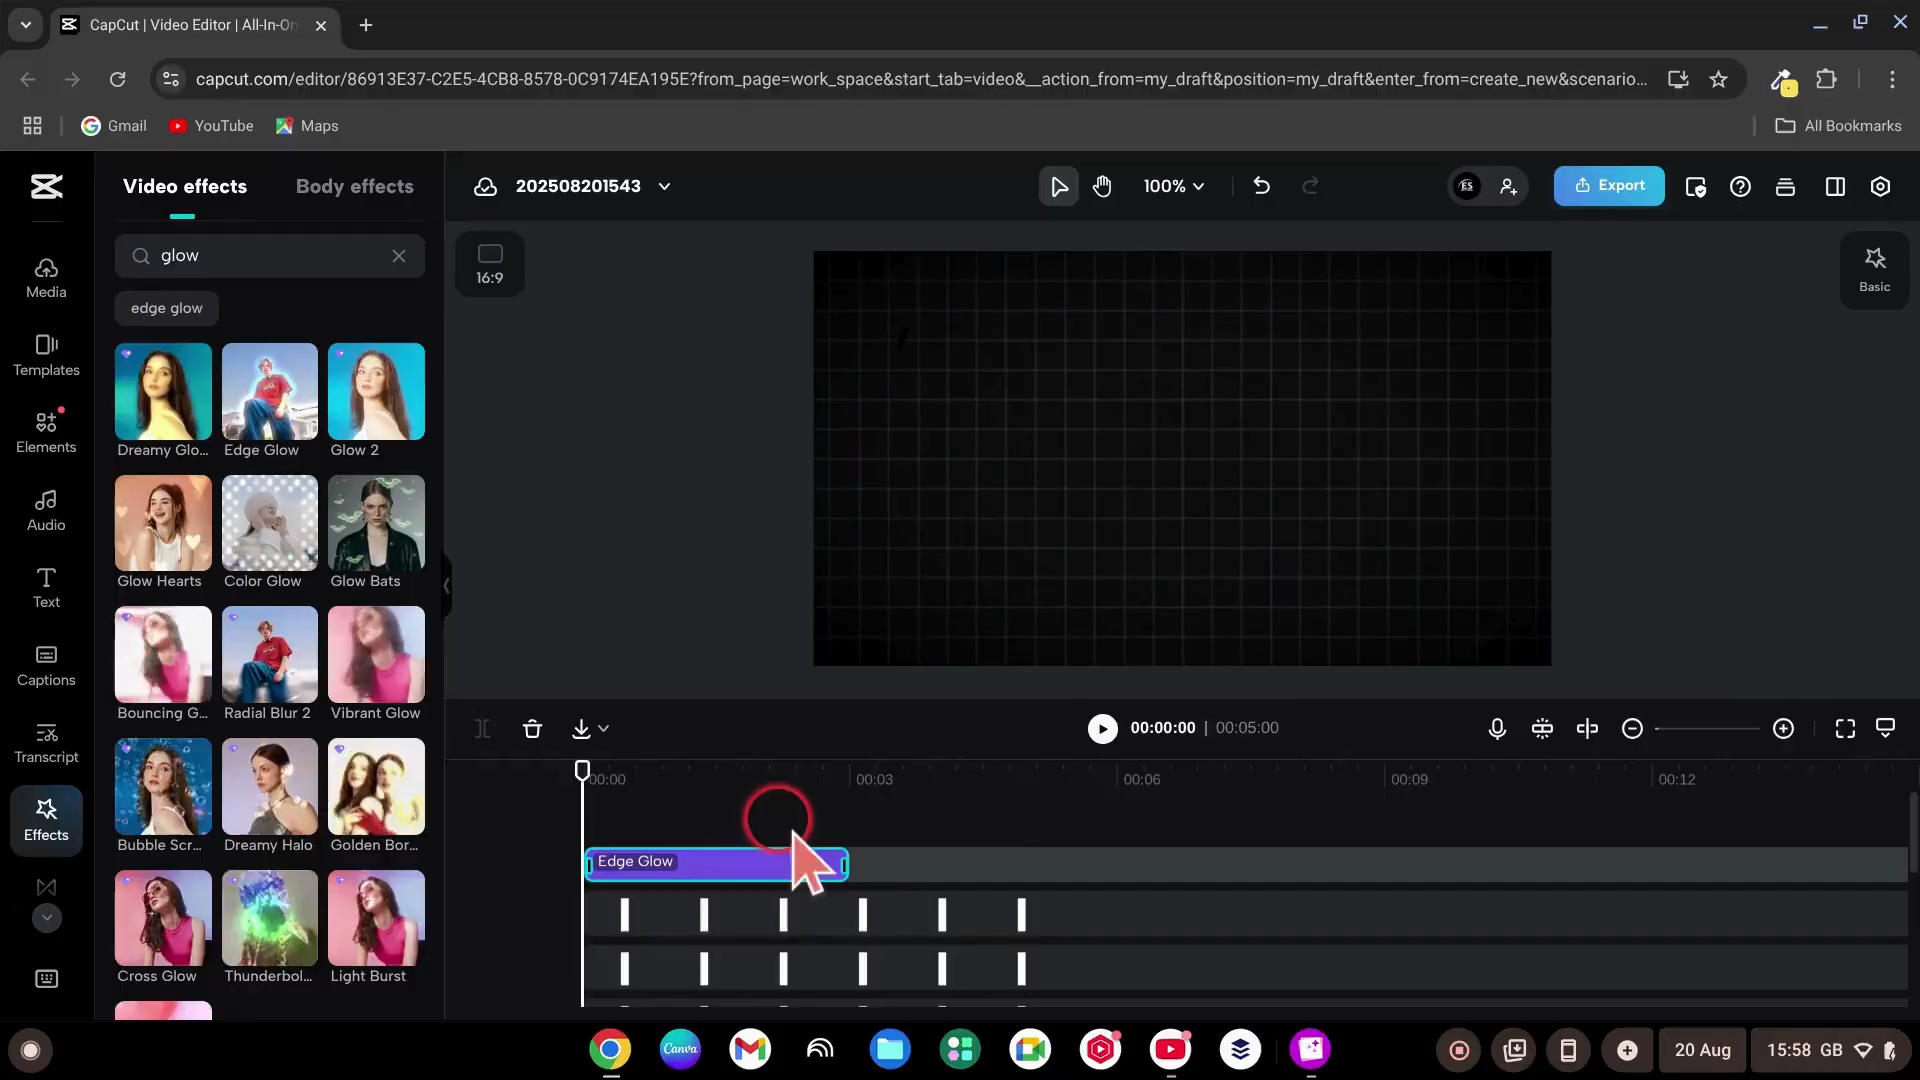 CapCut | Video Editor | All-In-On
capcut.com/editor/86913E37-C2E5-4CB8-8578-0C9174EA195E?from_page=work_space&start_tab=video&__action_from=my_draft&position=my_draft&enter_from=create_new&scenario...
Gmail
YouTube
Maps
All Bookmarks
Video effects
Body effects
202508201543
100%
ES
Export
glow
16:9
Basic
edge glow
Media
Templates
Elements
Audio
Text
Captions
Transcript
Effects
Dreamy Glo...
Edge Glow
Glow 2
Glow Hearts
Color Glow
Glow Bats
Bouncing G...
Radial Blur 2
Vibrant Glow
Bubble Scr...
Dreamy Halo
Golden Bor...
Cross Glow
Thunderbol...
Light Burst
00:00:00 | 00:05:00
00:00
00:03
00:06
00:09
00:12
Edge Glow
Canva
20 Aug
15:58 GB